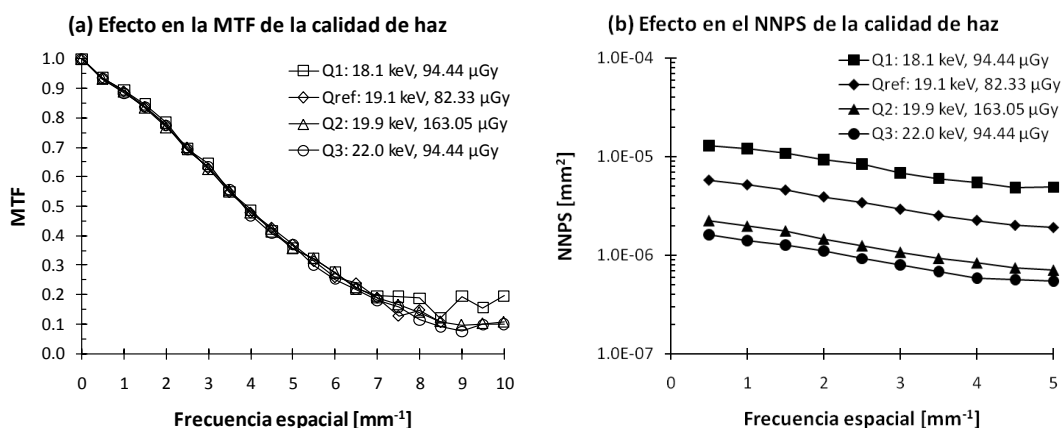 (a) Efecto en la MTF de la calidad de haz
1.0
0.9
0.8
0.7
0.6
0.5
0.4
0.3
0.2
0.1
0.0
MTF
Q1: 18.1 keV, 94.44 µGy
Qref: 19.1 keV, 82.33 µGy
Q2: 19.9 keV, 163.05 µGy
Q3: 22.0 keV, 94.44 µGy
0 1 2 3 4 5 6 7 8 9 10
Frecuencia espacial [mm⁻¹]
(b) Efecto en el NNPS de la calidad de haz
1.0E-04
1.0E-05
1.0E-06
1.0E-07
NNPS [mm²]
Q1: 18.1 keV, 94.44 µGy
Qref: 19.1 keV, 82.33 µGy
Q2: 19.9 keV, 163.05 µGy
Q3: 22.0 keV, 94.44 µGy
0 1 2 3 4 5
Frecuencia espacial [mm⁻¹]